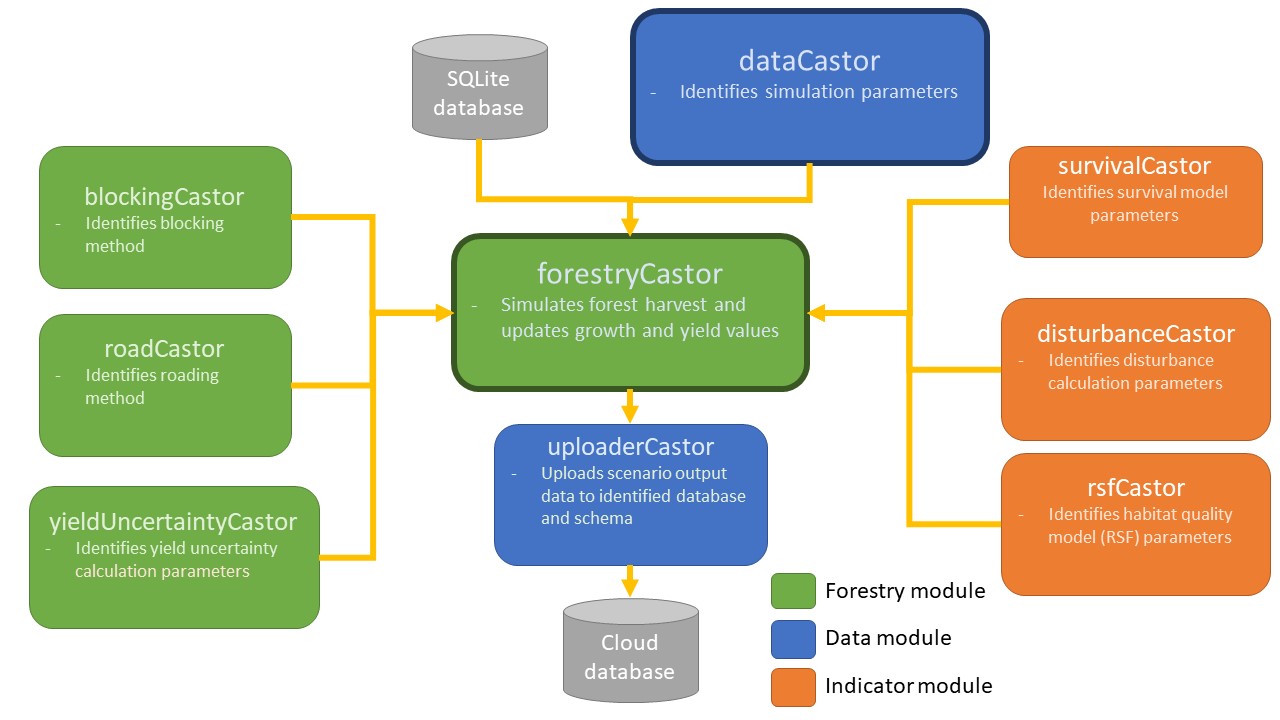 SQLite
database
dataCastor
- Identifies simulation parameters
blockingCastor
- Identifies blocking
method
roadCastor
- Identifies roading
method
yieldUncertaintyCastor
- Identifies yield uncertainty
calculation parameters
forestryCastor
- Simulates forest harvest and
updates growth and yield values
uploaderCastor
- Uploads scenario output
data to identified database
and schema
Cloud
database
survivalCastor
Identifies survival model
parameters
disturbanceCastor
- Identifies disturbance
calculation parameters
rsfCastor
- Identifies habitat quality
model (RSF) parameters
Forestry module
Data module
Indicator module